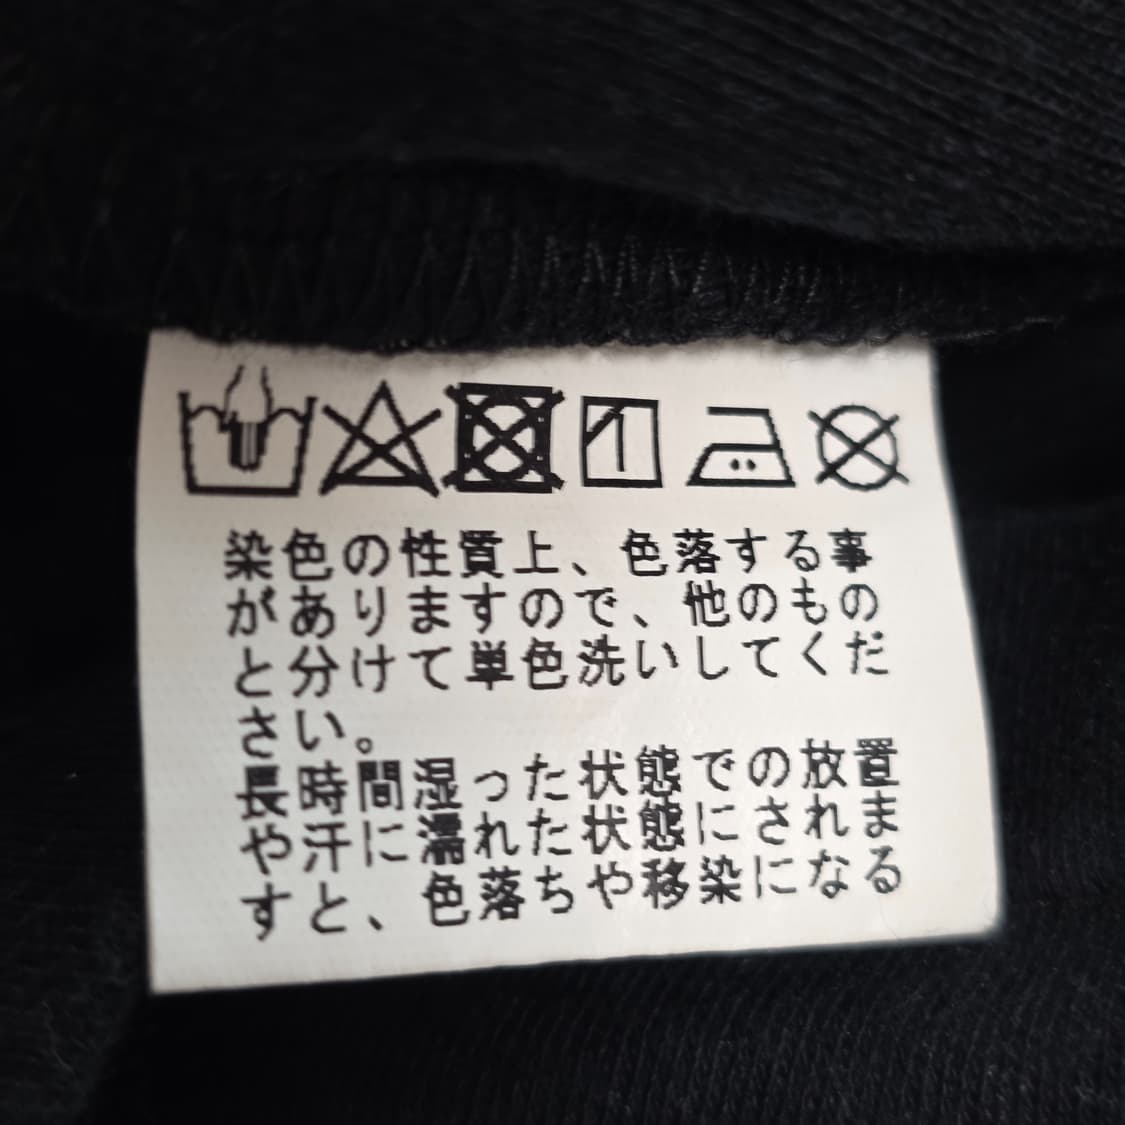 染色の性質上、色落する事
があありますので、他のもの
と分けて単色洗いしてくだ
さい。
長時間湿った状態での放置
や汗に濡れた状態にされま
すと、色落ちや移染になる